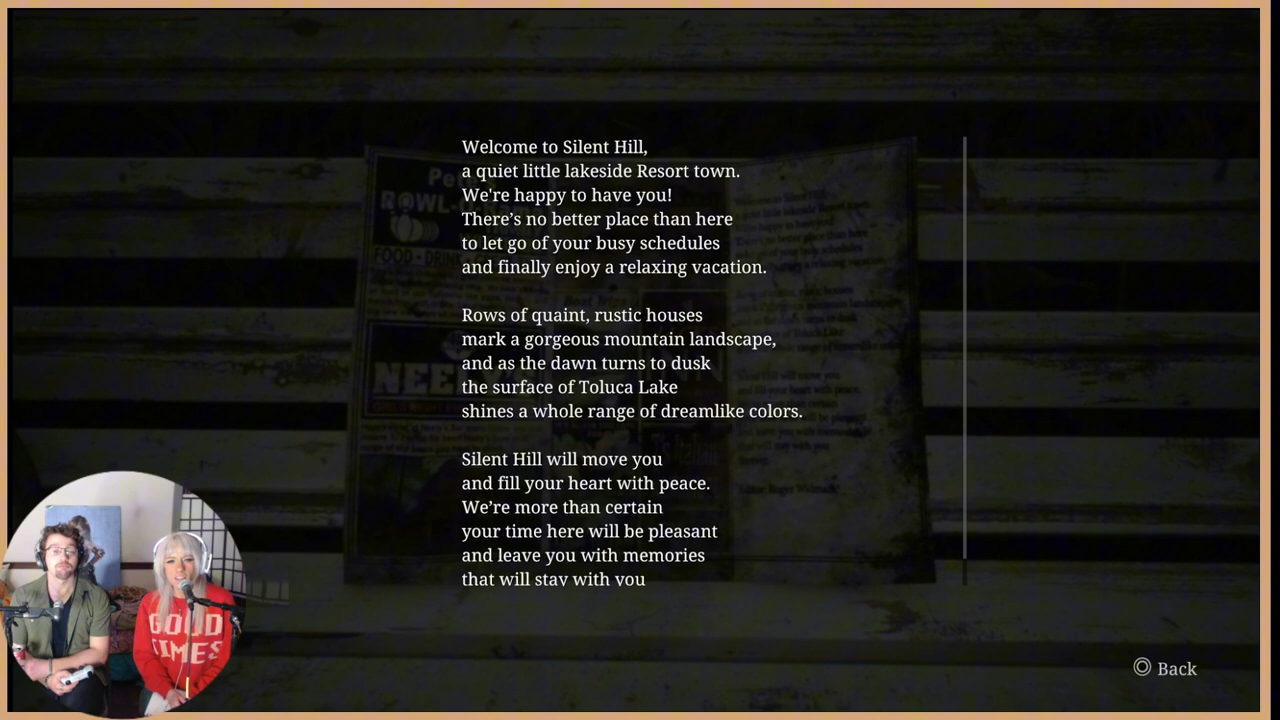 Welcome to Silent Hill,
a quiet little lakeside Resort town.
We're happy to have you!
There’s no better place than here
to let go of your busy schedules
and finally enjoy a relaxing vacation.
Rows of quaint, rustic houses
mark a gorgeous mountain landscape,
and as the dawn turns to dusk
the surface of Toluca Lake
shines a whole range of dreamlike colors.
Silent Hill will move you
and fill your heart with peace.
We’re more than certain
your time here will be pleasant
and leave you with memories
that will stay with you
GOOD
TIMES
Back